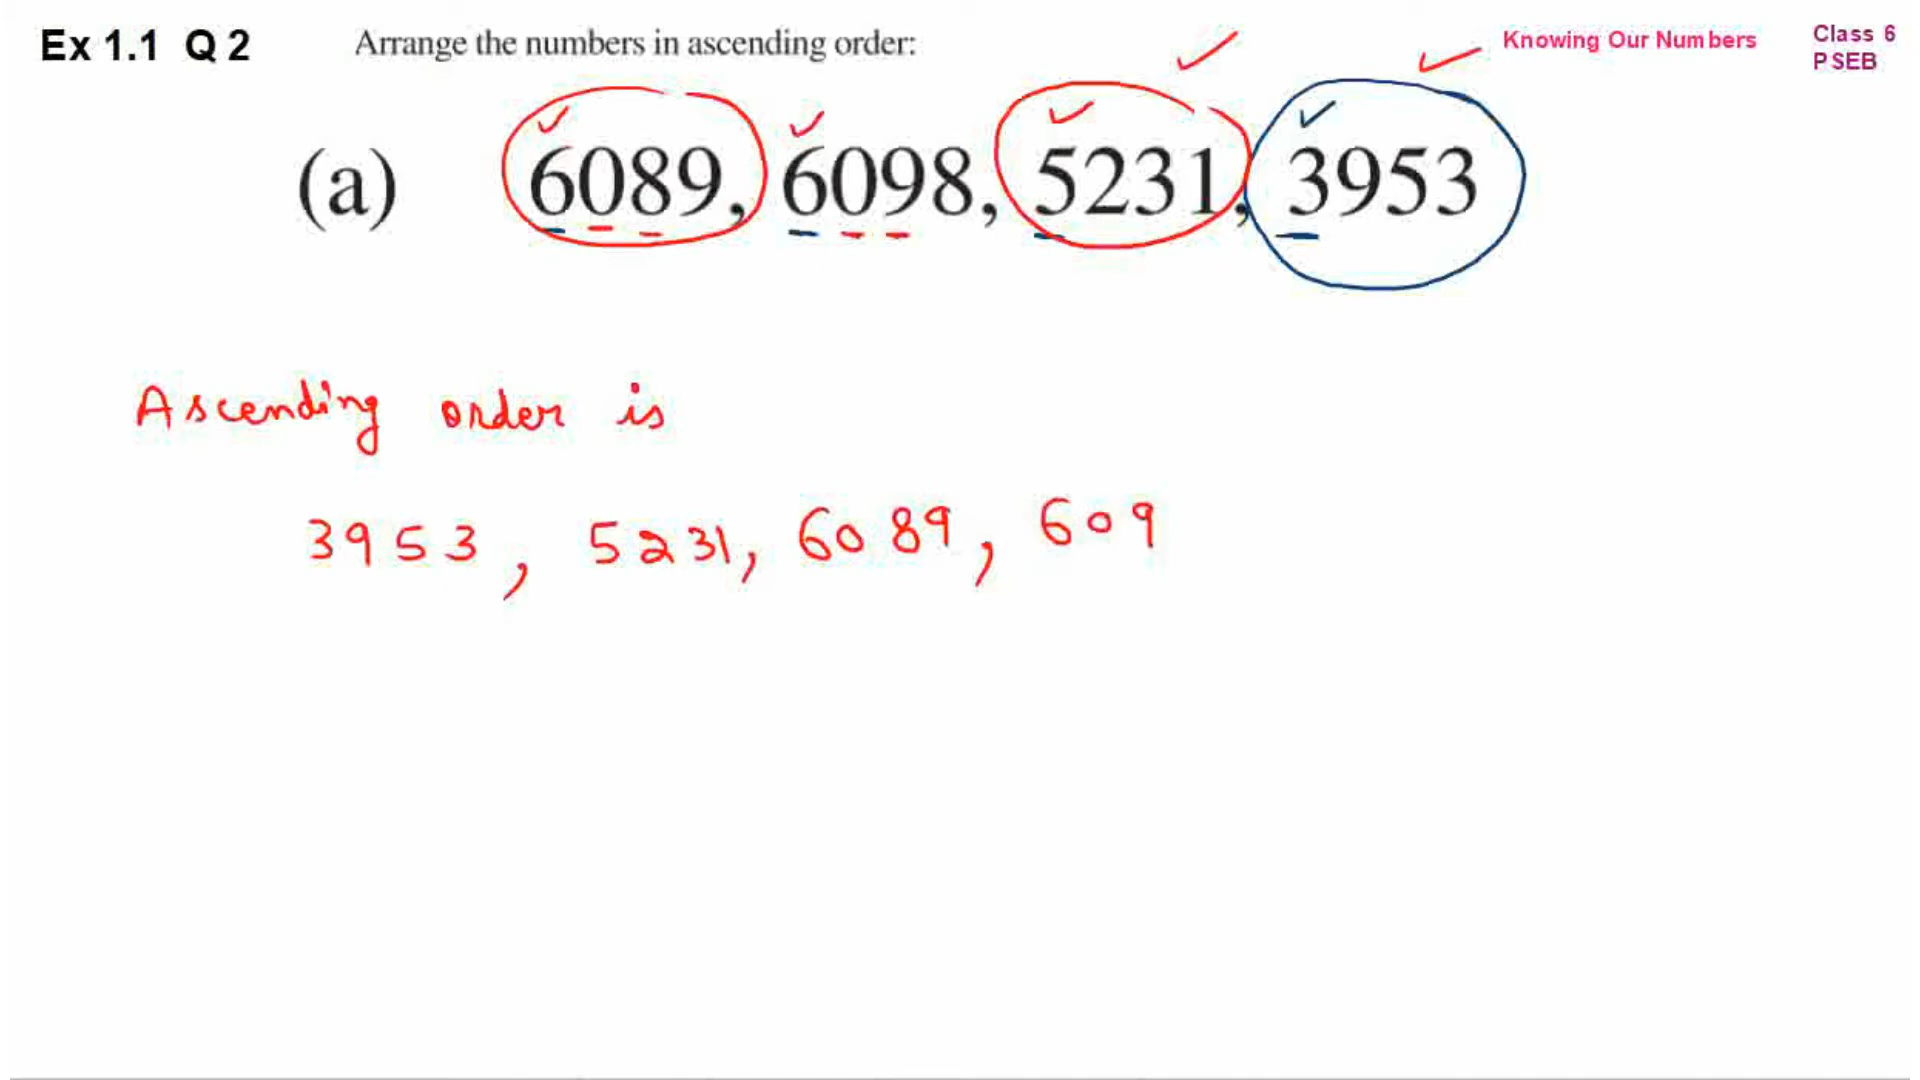 Ex 1.1 Q 2 Arrange the numbers in ascending order: Knowing Our Numbers Class 6
PSEB
(a) 6089, 6098, 5231, 3953
Ascending order is
3953, 5231, 6089, 609